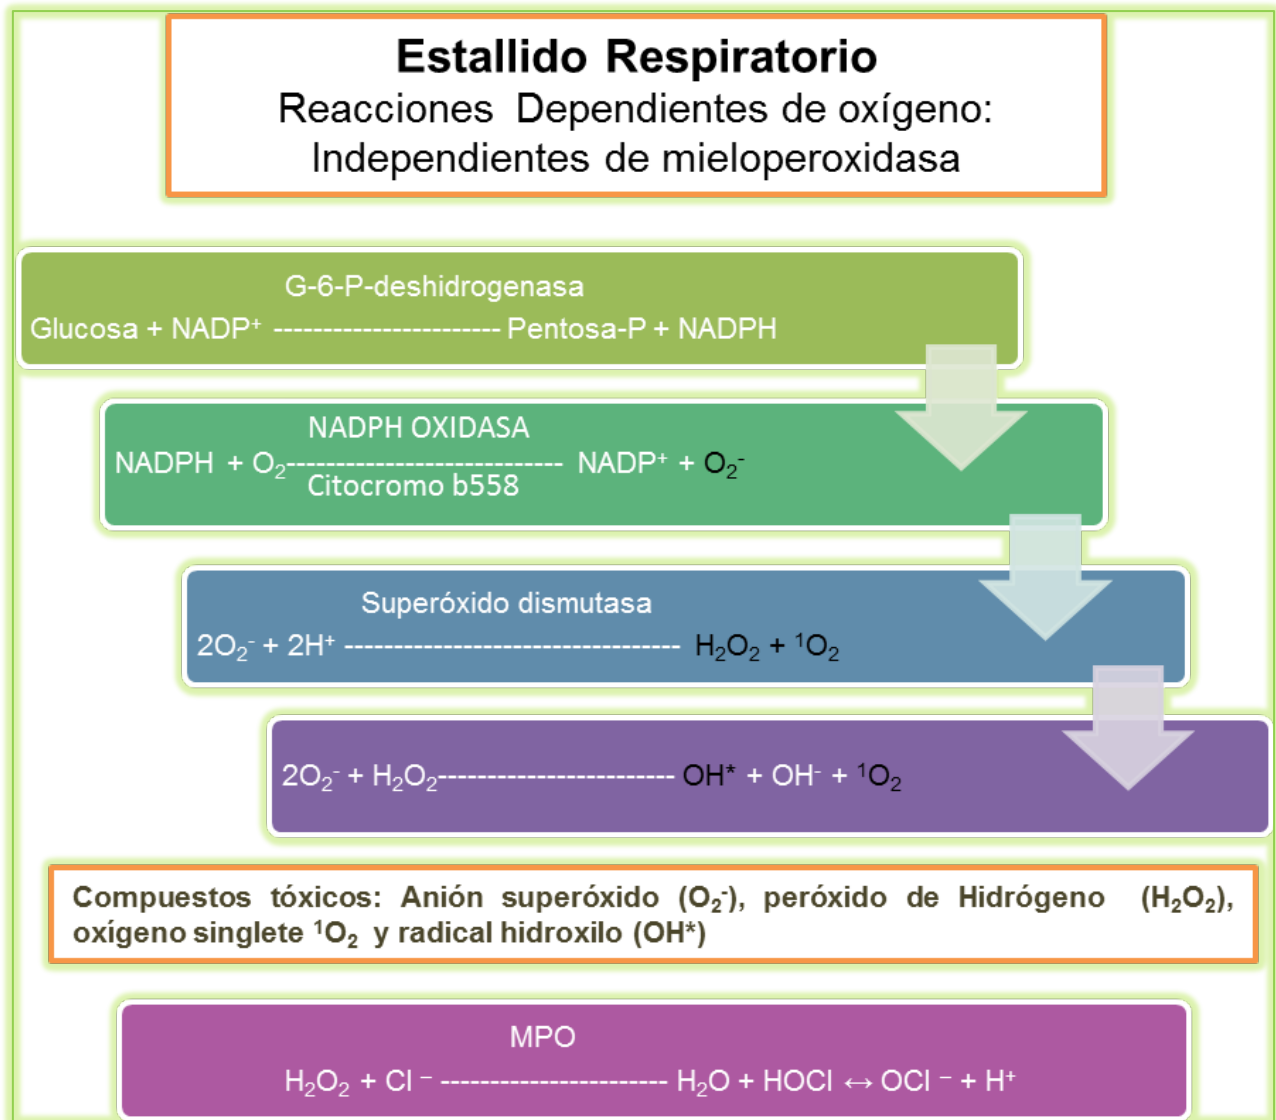 Estallido Respiratorio
Reacciones Dependientes de oxígeno:
Independientes de mieloperoxidasa
G-6-P-deshidrogenasa
Glucosa + NADP⁺ ----------------------- Pentosa-P + NADPH
NADPH OXIDASA
NADPH + O₂---------------------------- NADP⁺ + O₂⁻
Citocromo b558
Superóxido dismutasa
2O₂⁻ + 2H⁺ ---------------------------------- H₂O₂ + ¹O₂
2O₂⁻ + H₂O₂------------------------ OH* + OH⁻ + ¹O₂
Compuestos tóxicos: Anión superóxido (O₂⁻), peróxido de Hidrógeno (H₂O₂),
oxígeno singlete ¹O₂ y radical hidroxilo (OH*)
MPO
H₂O₂ + Cl ⁻ ----------------------- H₂O + HOCl ↔ OCl ⁻ + H⁺